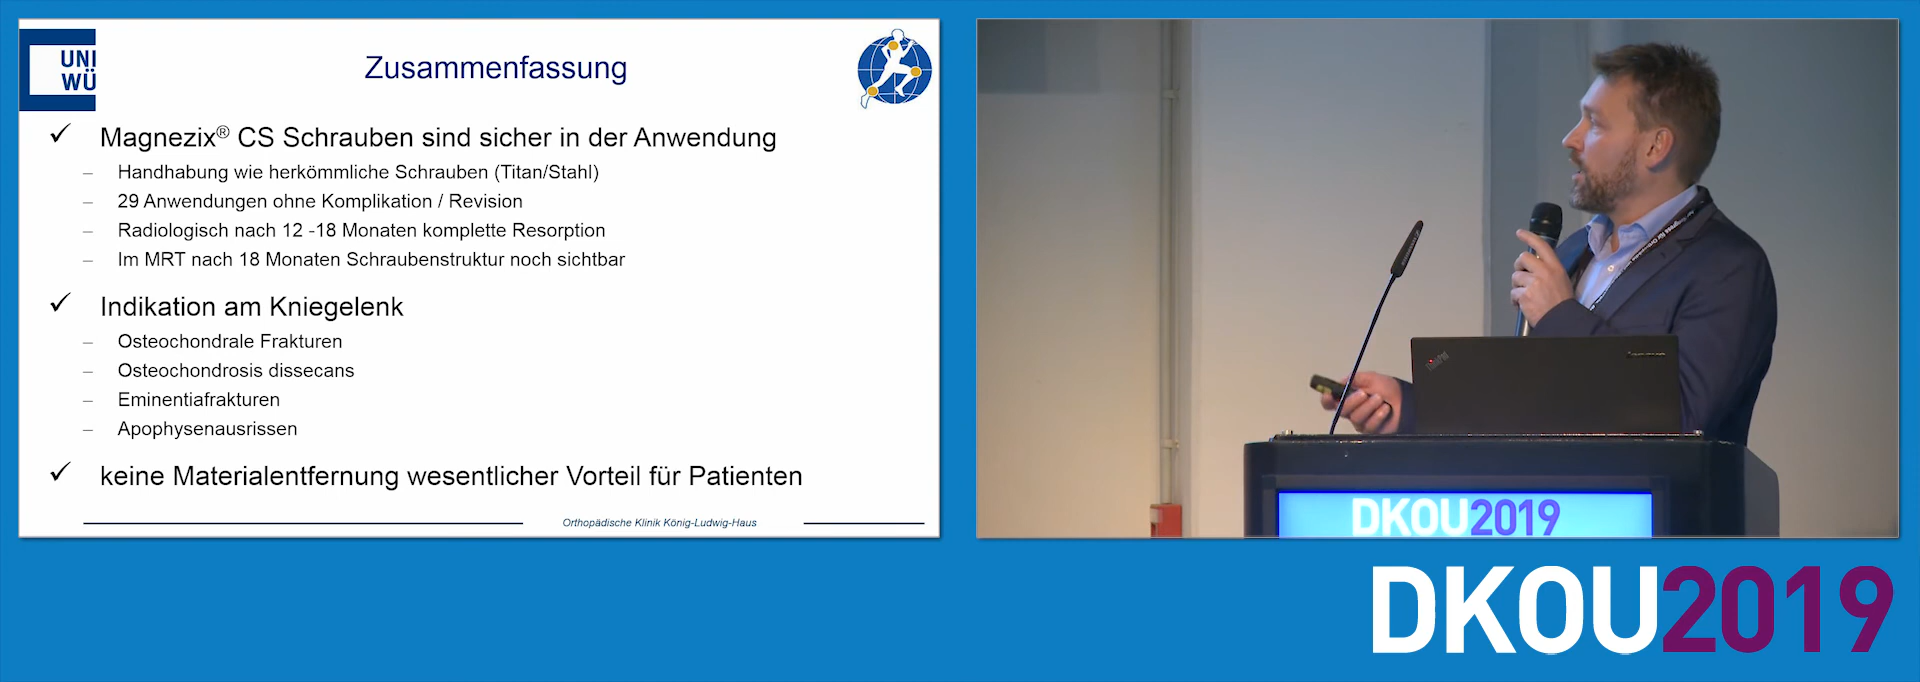 UNI
WÜ
Zusammenfassung
✓ Magnezix® CS Schrauben sind sicher in der Anwendung
– Handhabung wie herkömmliche Schrauben (Titan/Stahl)
– 29 Anwendungen ohne Komplikation / Revision
– Radiologisch nach 12 -18 Monaten komplette Resorption
– Im MRT nach 18 Monaten Schraubenstruktur noch sichtbar
✓ Indikation am Kniegelenk
– Osteochondrale Frakturen
– Osteochondrosis dissecans
– Eminentiafrakturen
– Apophysenausrissen
✓ keine Materialentfernung wesentlicher Vorteil für Patienten
Orthopädische Klinik König-Ludwig-Haus
DKOU2019
DKOU2019